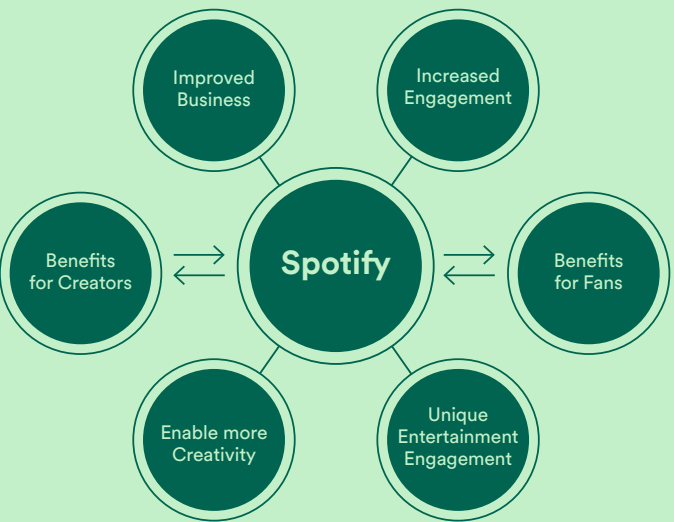 Improved
Business
Increased
Engagement
Benefits
for Creators
Spotify
Benefits
for Fans
Enable more
Creativity
Unique
Entertainment
Engagement